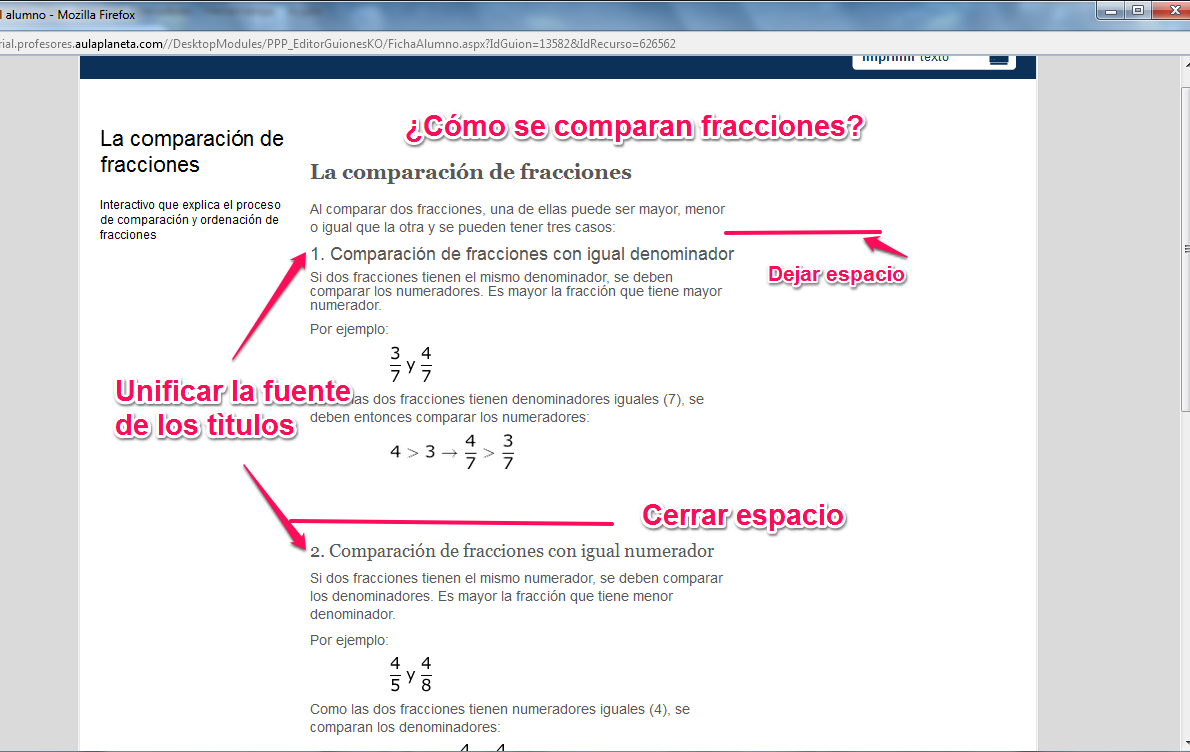 l alumno - Mozilla Firefox
rial.profesores.aulaplaneta.com//DesktopModules/PPP_EditorGuionesKO/FichaAlumno.aspx?IdGuion=13582&IdRecurso=626562
Imprimir texto
¿Cómo se comparan fracciones?
La comparación de
fracciones
Interactivo que explica el proceso
de comparación y ordenación de
fracciones
La comparación de fracciones
Al comparar dos fracciones, una de ellas puede ser mayor, menor
o igual que la otra y se pueden tener tres casos:
Dejar espacio
1. Comparación de fracciones con igual denominador
Si dos fracciones tienen el mismo denominador, se deben
comparar los numeradores. Es mayor la fracción que tiene mayor
numerador.
Por ejemplo:
3/7 y 4/7
Unificar la fuente
de los tìtulos
las dos fracciones tienen denominadores iguales (7), se
deben entonces comparar los numeradores:
4 > 3 → 4/7 > 3/7
Cerrar espacio
2. Comparación de fracciones con igual numerador
Si dos fracciones tienen el mismo numerador, se deben comparar
los denominadores. Es mayor la fracción que tiene menor
denominador.
Por ejemplo:
4/5 y 4/8
Como las dos fracciones tienen numeradores iguales (4), se
comparan los denominadores:
4 4